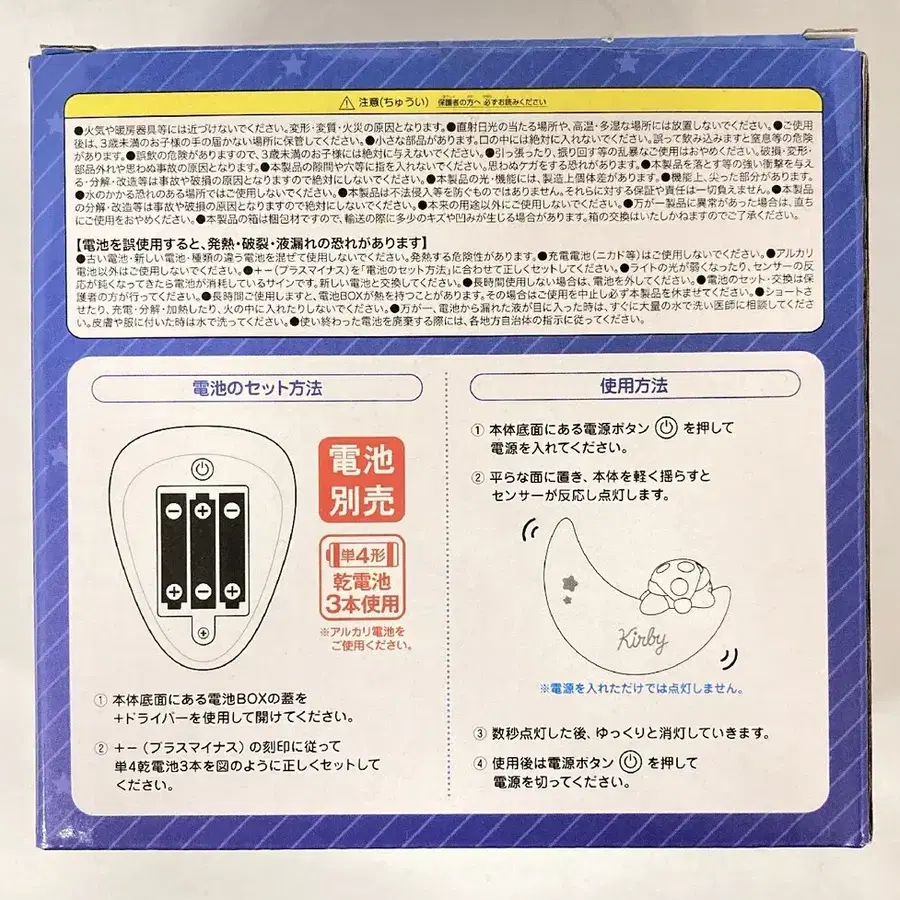 注意(ちゅうい) 保護者の方へ 必ずお読みください
●火気や暖房器具等には近づけないでください。変形・変質・火災の原因となります。●直射日光の当たる場所や、高温・多湿な場所には放置しないでください。●ご使用
後は、3歳未満のお子様の手の届かない場所に保管してください。●小さな部品があります。口の中には絶対に入れないでください。誤って飲み込みますと窒息等の危険
があります。●誤飲の危険がありますので、3歳未満のお子様には絶対に与えないでください。●引っ張ったり、振り回す等の乱暴なご使用はおやめください。破損・変形・
部品外れや思わぬ事故の原因となります。●本製品の隙間や穴等に指を入れないでください。思わぬケガをする恐れがあります。●本製品を落とす等の強い衝撃を与え
る・分解・改造等は事故や破損の原因となりますので絶対にしないでください。●本製品の光・機能には、製造上個体差があります。●機能上、尖った部分があります。
●水のかかる恐れのある場所ではご使用しないでください。●本製品は不法侵入等を防ぐものではありません。それらに対する保証や責任は一切負えません。●本製品
の分解・改造等は事故や破損の原因となりますので絶対にしないでください。●本来の用途以外にご使用しないでください。●万が一製品に異常があった場合は、直ち
にご使用をおやめください。●本製品の箱は梱包材ですので、輸送の際に多少のキズや凹みが生じる場合があります。箱の交換はいたしかねますのでご了承ください。
【電池を誤使用すると、発熱・破裂・液漏れの恐れがあります】
●古い電池・新しい電池・種類の違う電池を混ぜて使用しないでください。発熱する危険性があります。●充電電池(ニカド等)はご使用しないでください。●アルカリ
電池以外はご使用しないでください。●+−(プラスマイナス)を「電池のセット方法」に合わせて正しくセットしてください。●ライトの光が弱くなったり、センサーの反
応が鈍くなってきたら電池が消耗しているサインです。新しい電池と交換してください。●長時間使用しない場合は、電池を外してください。●電池のセット・交換は保
護者の方が行ってください。●長時間ご使用しますと、電池BOXが熱を持つことがあります。その場合はご使用を中止し必ず本製品を休ませてください。●ショートさ
せたり、充電・分解・加熱したり、火の中に入れたりしないでください。●万が一、電池から漏れた液が目に入った時は、すぐに大量の水で洗い医師に相談してくださ
い。皮膚や服に付いた時は水で洗ってください。●使い終わった電池を廃棄する際には、各地方自治体の指示に従ってください。
電池のセット方法
電池
別売
単4形
乾電池
3本使用
※アルカリ電池を
ご使用ください。
① 本体底面にある電池BOXの蓋を
+ドライバーを使用して開けてください。
② +−(プラスマイナス)の刻印に従って
単4乾電池3本を図のように正しくセットして
ください。
使用方法
① 本体底面にある電源ボタン を押して
電源を入れてください。
② 平らな面に置き、本体を軽く揺らすと
センサーが反応し点灯します。
Kirby
※電源を入れただけでは点灯しません。
③ 数秒点灯した後、ゆっくりと消灯していきます。
④ 使用後は電源ボタン を押して
電源を切ってください。